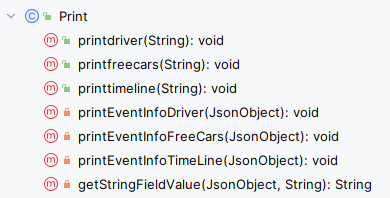 Print
printdriver(String): void
printfreecars(String): void
printtimeline(String): void
printEventInfoDriver(JsonObject): void
printEventInfoFreeCars(JsonObject): void
printEventInfoTimeLine(JsonObject): void
getStringFieldValue(JsonObject, String): String